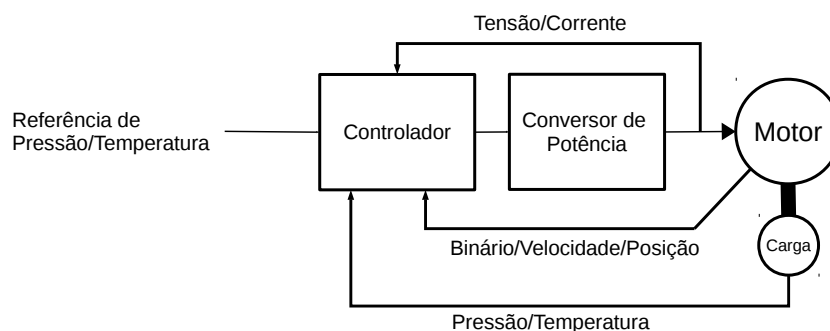 Tensão/Corrente
Referência de
Pressão/Temperatura
Controlador
Conversor de
Potência
Motor
Binário/Velocidade/Posição
Carga
Pressão/Temperatura